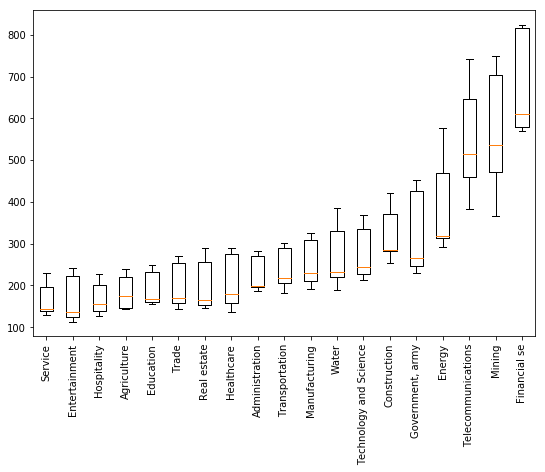 800
700
600
500
400
300
200
100
Service
Entertainment
Hospitality
Agriculture
Education
Trade
Real estate
Healthcare
Administration
Transportation
Manufacturing
Water
Technology and Science
Construction
Government, army
Energy
Telecommunications
Mining
Financial se